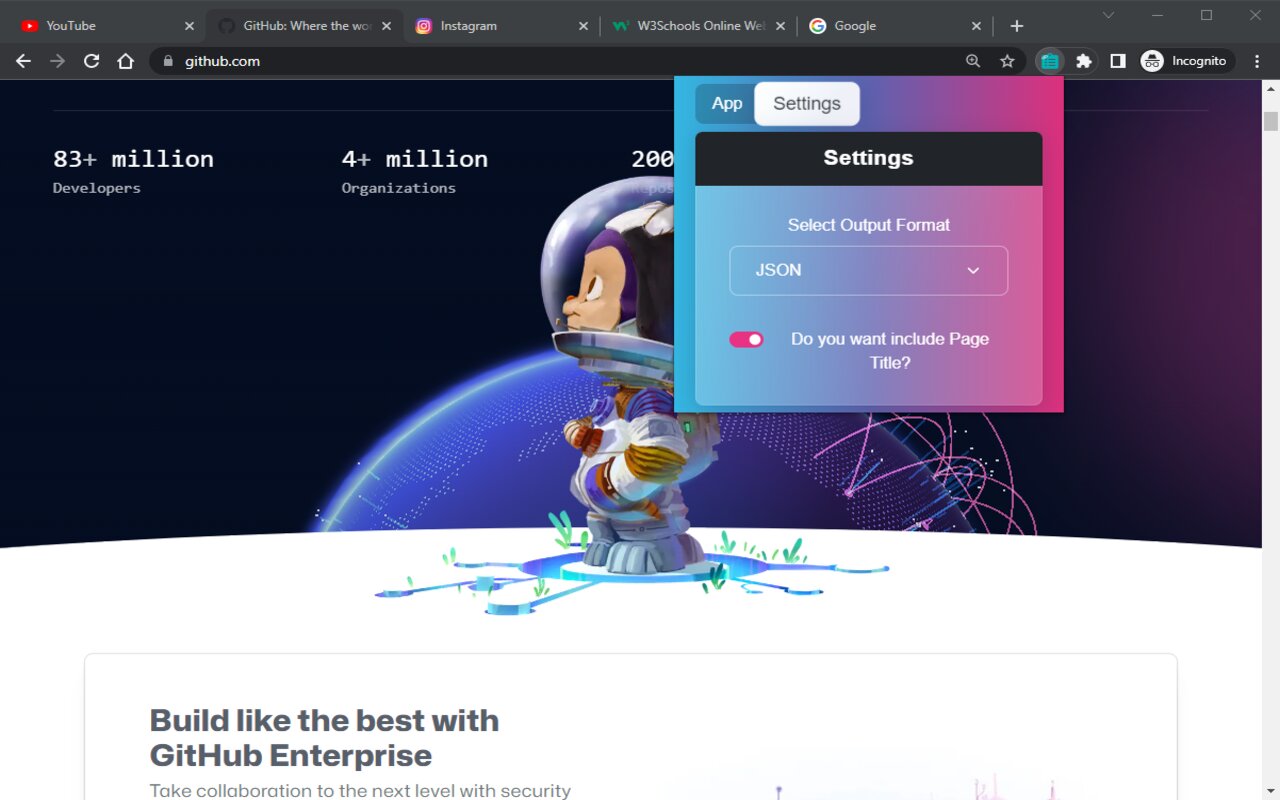 YouTube
GitHub: Where the wor
Instagram
W3Schools Online We
Google
github.com
Incognito
App
Settings
Settings
Select Output Format
JSON
Do you want include Page
Title?
83+ million
Developers
4+ million
Organizations
200
Repos
Build like the best with
GitHub Enterprise
Take collaboration to the next level with security